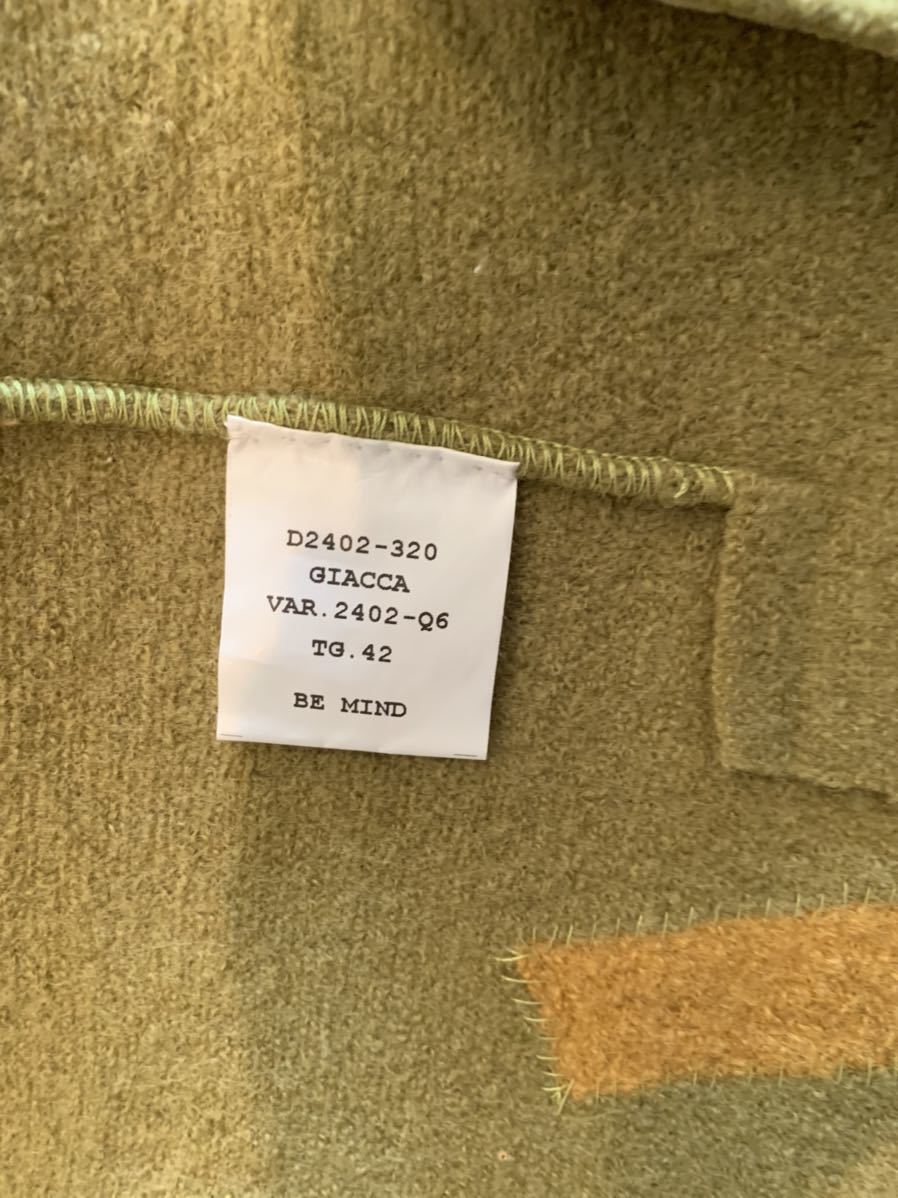 D2402-320
GIACCA
VAR.2402-Q6
TG.42
BE MIND